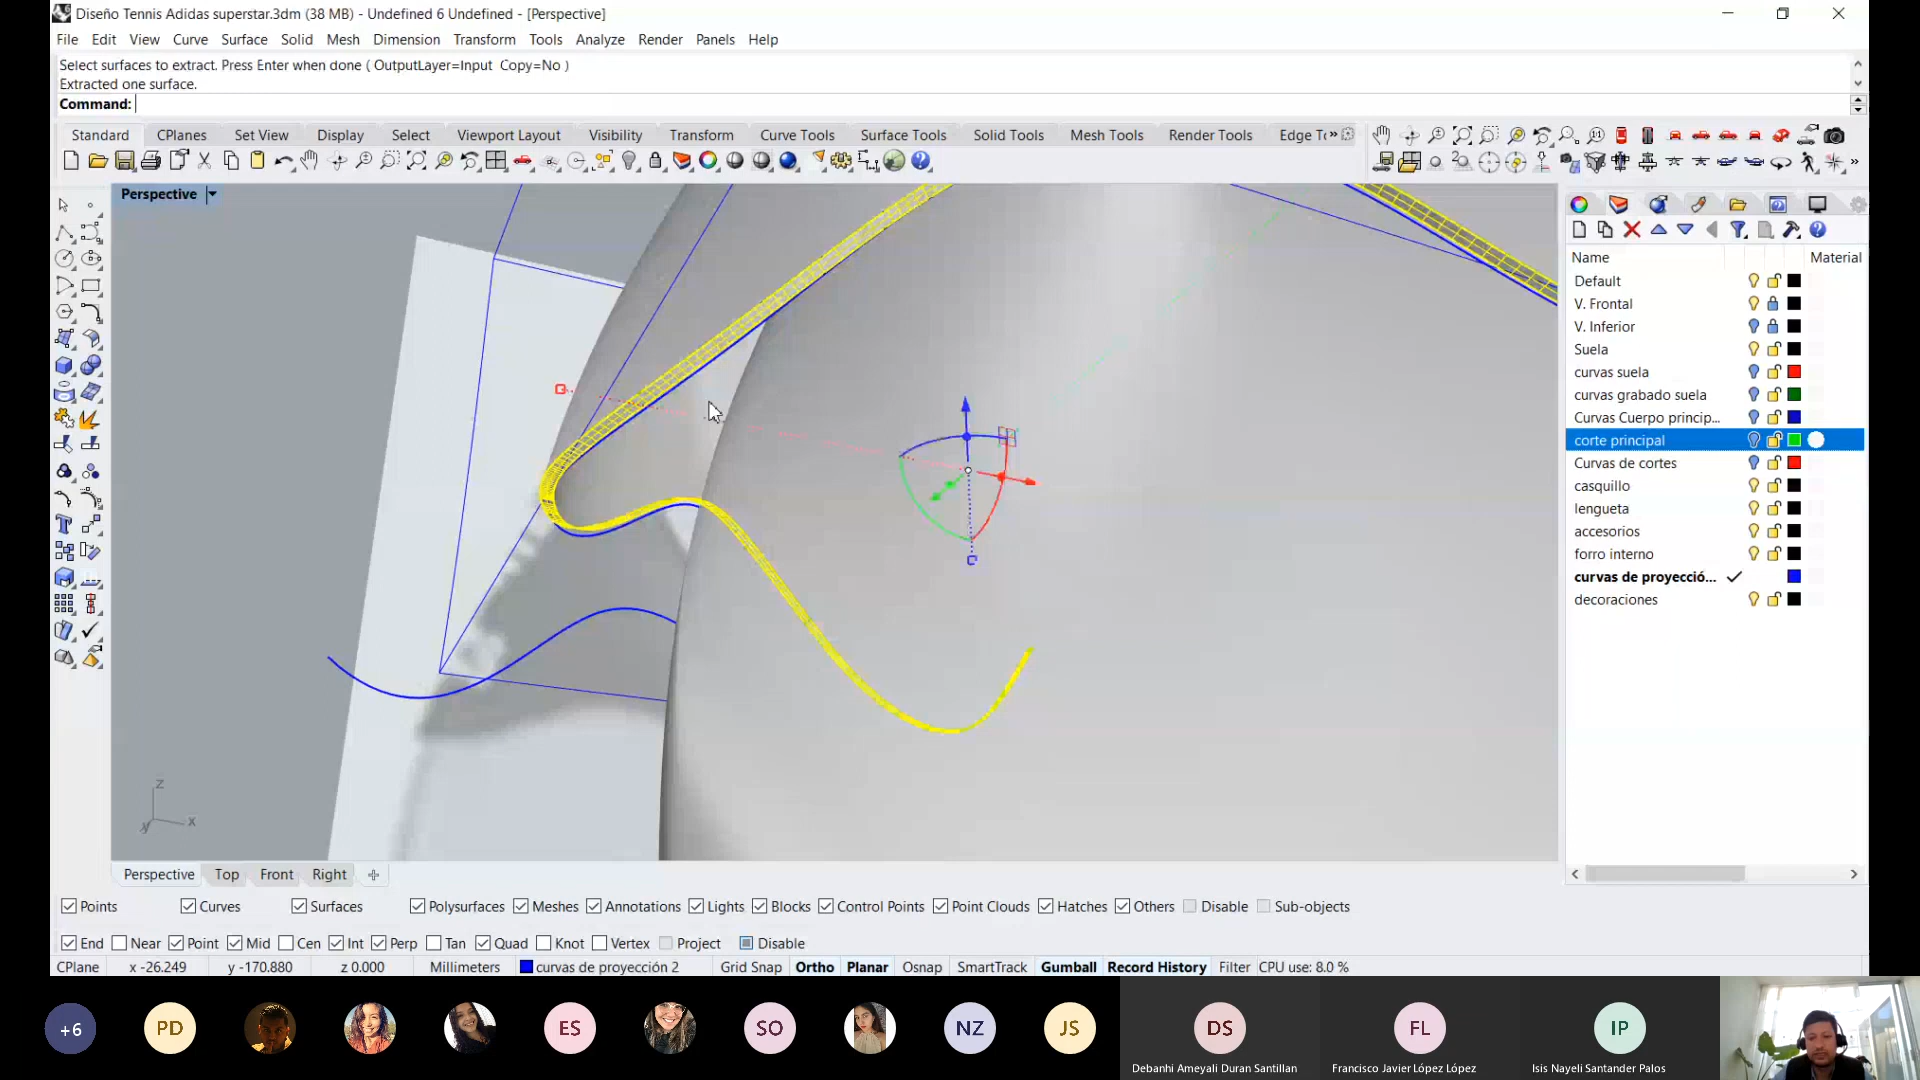 Diseño Tennis Adidas superstar.3dm (38 MB) - Undefined 6 Undefined - [Perspective]
File Edit View Curve Surface Solid Mesh Dimension Transform Tools Analyze Render Panels Help
Select surfaces to extract. Press Enter when done ( OutputLayer=Input Copy=No )
Extracted one surface.
Command:
Standard CPlanes Set View Display Select Viewport Layout Visibility Transform Curve Tools Surface Tools Solid Tools Mesh Tools Render Tools Edge To
Perspective
Name Material
Default
V. Frontal
V. Inferior
Suela
curvas suela
curvas grabado suela
Curvas Cuerpo princip...
corte principal
Curvas de cortes
casquillo
lengueta
accesorios
forro interno
curvas de proyecció...
decoraciones
z
y x
Perspective Top Front Right
Points Curves Surfaces Polysurfaces Meshes Annotations Lights Blocks Control Points Point Clouds Hatches Others Disable Sub-objects
End Near Point Mid Cen Int Perp Tan Quad Knot Vertex Project Disable
CPlane x -26.249 y -170.880 z 0.000 Millimeters curvas de proyección 2 Grid Snap Ortho Planar Osnap SmartTrack Gumball Record History Filter CPU use: 8.0 %
+6 PD ES SO NZ JS DS FL IP
Debanhi Ameyali Duran Santillan Francisco Javier López López Isis Nayeli Santander Palos